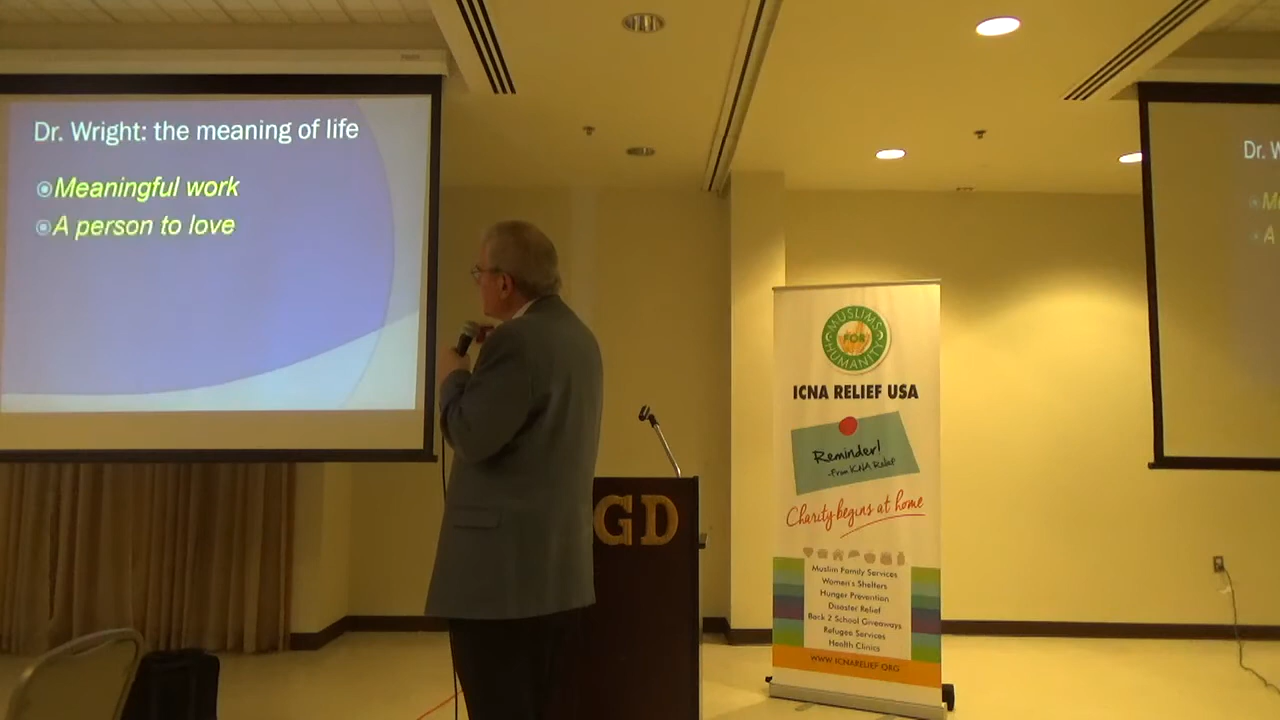 Dr. Wright: the meaning of life
Meaningful work
A person to love
GD
MUSLIMS
FOR
HUMANITY
ICNA RELIEF USA
Reminder!
-From ICNA Relief
Charity begins at home
Muslim Family Services
Women's Shelters
Hunger Prevention
Disaster Relief
Back 2 School Giveaways
Refugee Services
Health Clinics
WWW.ICNARELIEF.ORG
Dr. W
Me
A